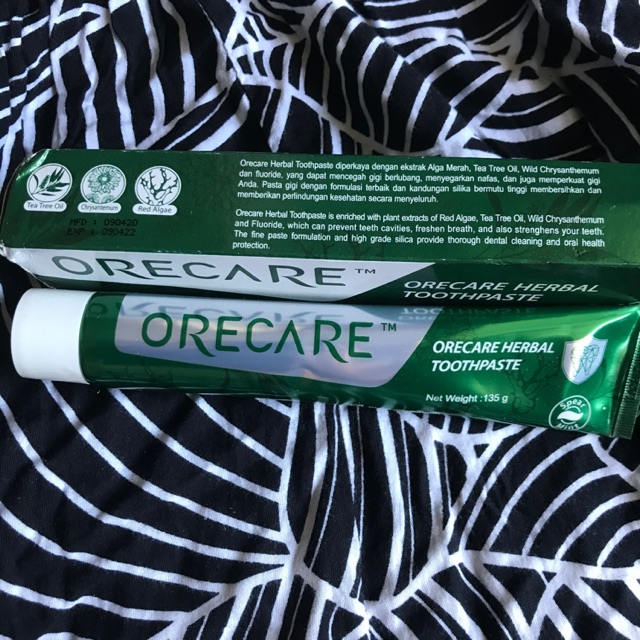 Orecare Herbal Toothpaste diperkaya dengan ekstrak Alga Merah, Tea Tree Oil, Wild Chrysanthemum
dan fluoride, yang dapat mencegah gigi berlubang, menyegarkan nafas, dan juga memperkuat gigi
Anda. Pasta gigi dengan formulasi terbaik dan kandungan silika bermutu tinggi membersihkan dan
memberikan perlindungan kesehatan secara menyeluruh.
Orecare Herbal Toothpaste is enriched with plant extracts of Red Algae, Tea Tree Oil, Wild Chrysanthemum
and Fluoride, which can prevent teeth cavities, freshen breath, and also strengthens your teeth.
The fine paste formulation and high grade silica provide thorough dental cleaning and oral health
protection.
Tea Tree Oil
Chrysantemum
Red Algae
MFD : 090420
EXP : 090422
ORECARE™
ORECARE HERBAL
TOOTHPASTE
ORECARE™
ORECARE HERBAL
TOOTHPASTE
Net Weight :135 g
Spear